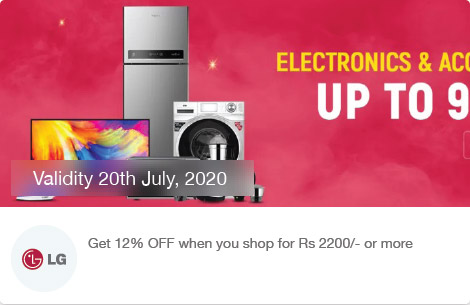 ELECTRONICS & ACC
UP TO 9
Validity 20th July, 2020
Get 12% OFF when you shop for Rs 2200/- or more
LG